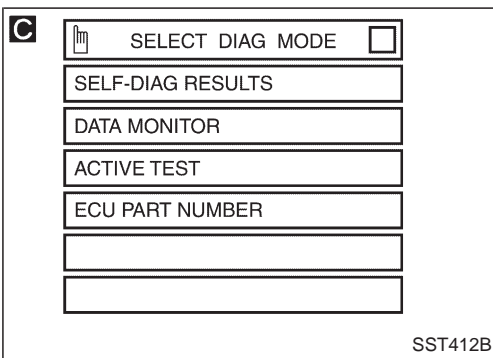 C
SELECT DIAG MODE
SELF-DIAG RESULTS
DATA MONITOR
ACTIVE TEST
ECU PART NUMBER
SST412B